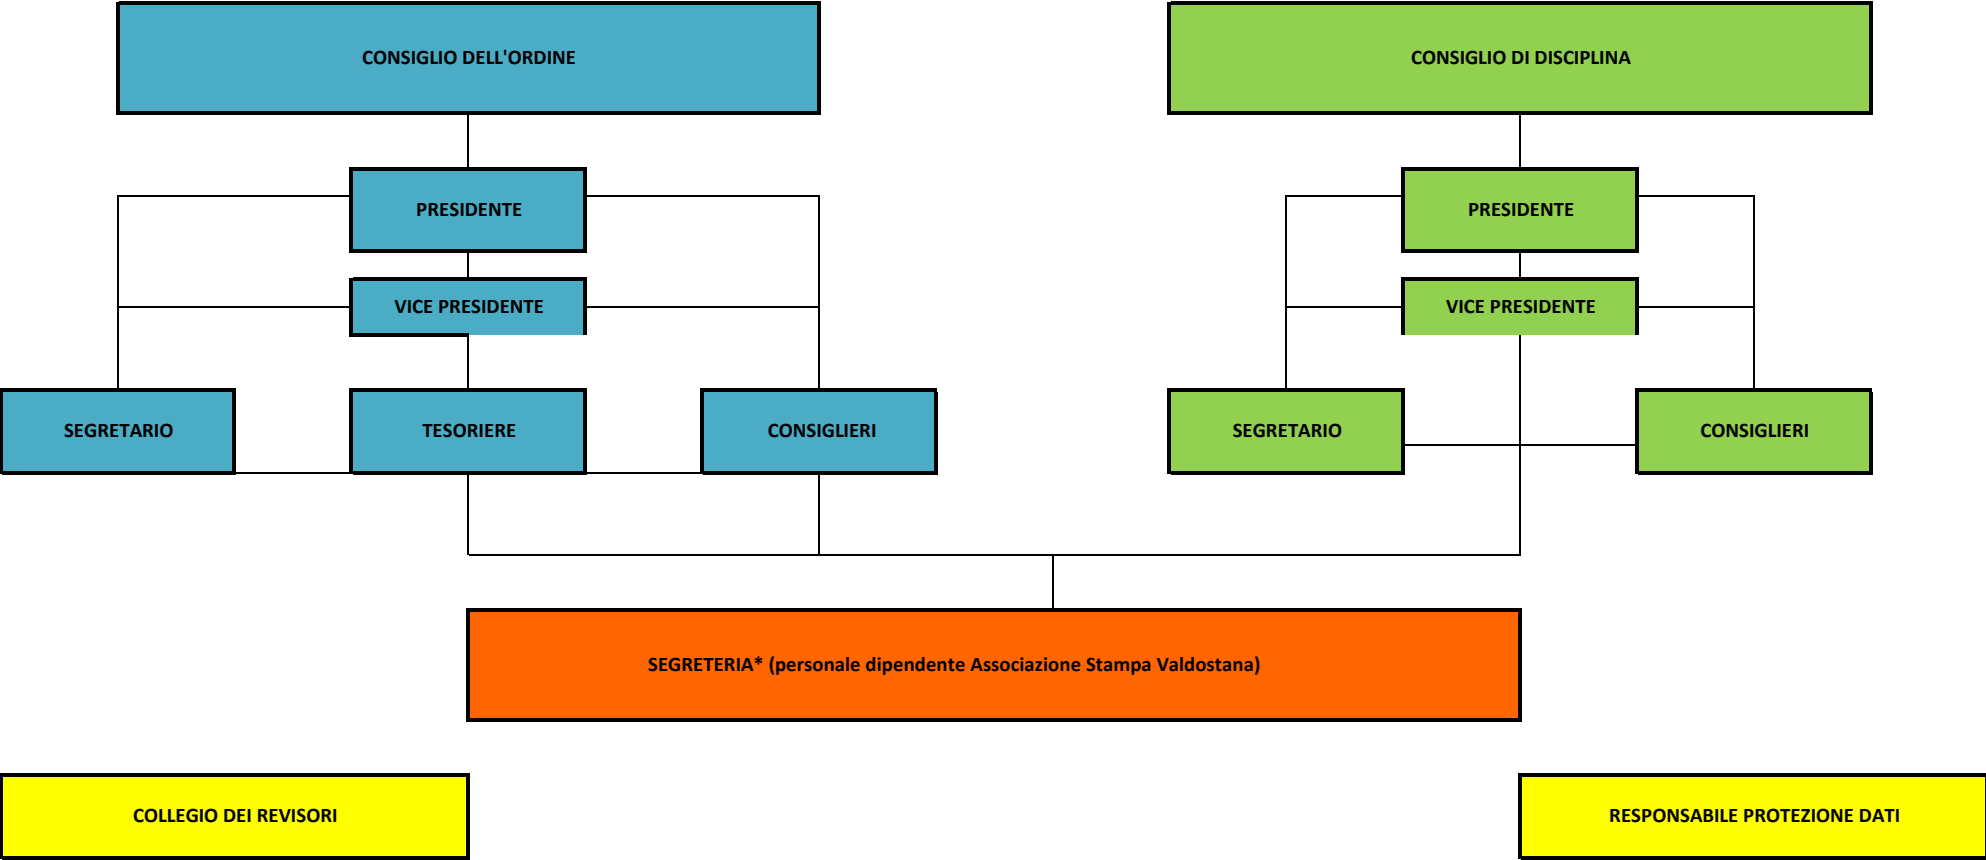 CONSIGLIO DELL'ORDINE
CONSIGLIO DI DISCIPLINA
PRESIDENTE
PRESIDENTE
VICE PRESIDENTE
VICE PRESIDENTE
SEGRETARIO
TESORIERE
CONSIGLIERI
SEGRETARIO
CONSIGLIERI
SEGRETERIA* (personale dipendente Associazione Stampa Valdostana)
COLLEGIO DEI REVISORI
RESPONSABILE PROTEZIONE DATI